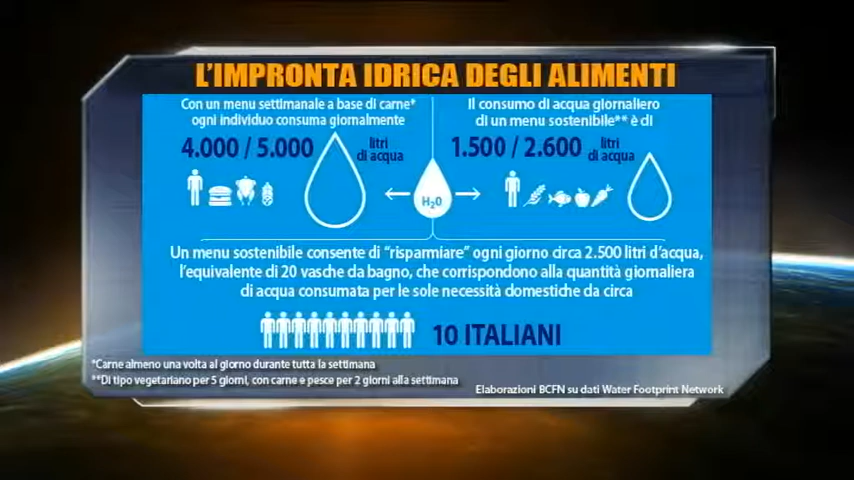 L'IMPRONTA IDRICA DEGLI ALIMENTI
Con un menu settimanale a base di carne*
ogni individuo consuma giornalmente
4.000 / 5.000 litri
di acqua
Il consumo di acqua giornaliero
di un menu sostenibile** è di
1.500 / 2.600 litri
di acqua
H₂0
Un menu sostenibile consente di "risparmiare" ogni giorno circa 2.500 litri d'acqua,
l'equivalente di 20 vasche da bagno, che corrispondono alla quantità giornaliera
di acqua consumata per le sole necessità domestiche da circa
10 ITALIANI
*Carne almeno una volta al giorno durante tutta la settimana
**Di tipo vegetariano per 5 giorni, con carne e pesce per 2 giorni alla settimana
Elaborazioni BCFN su dati Water Footprint Network